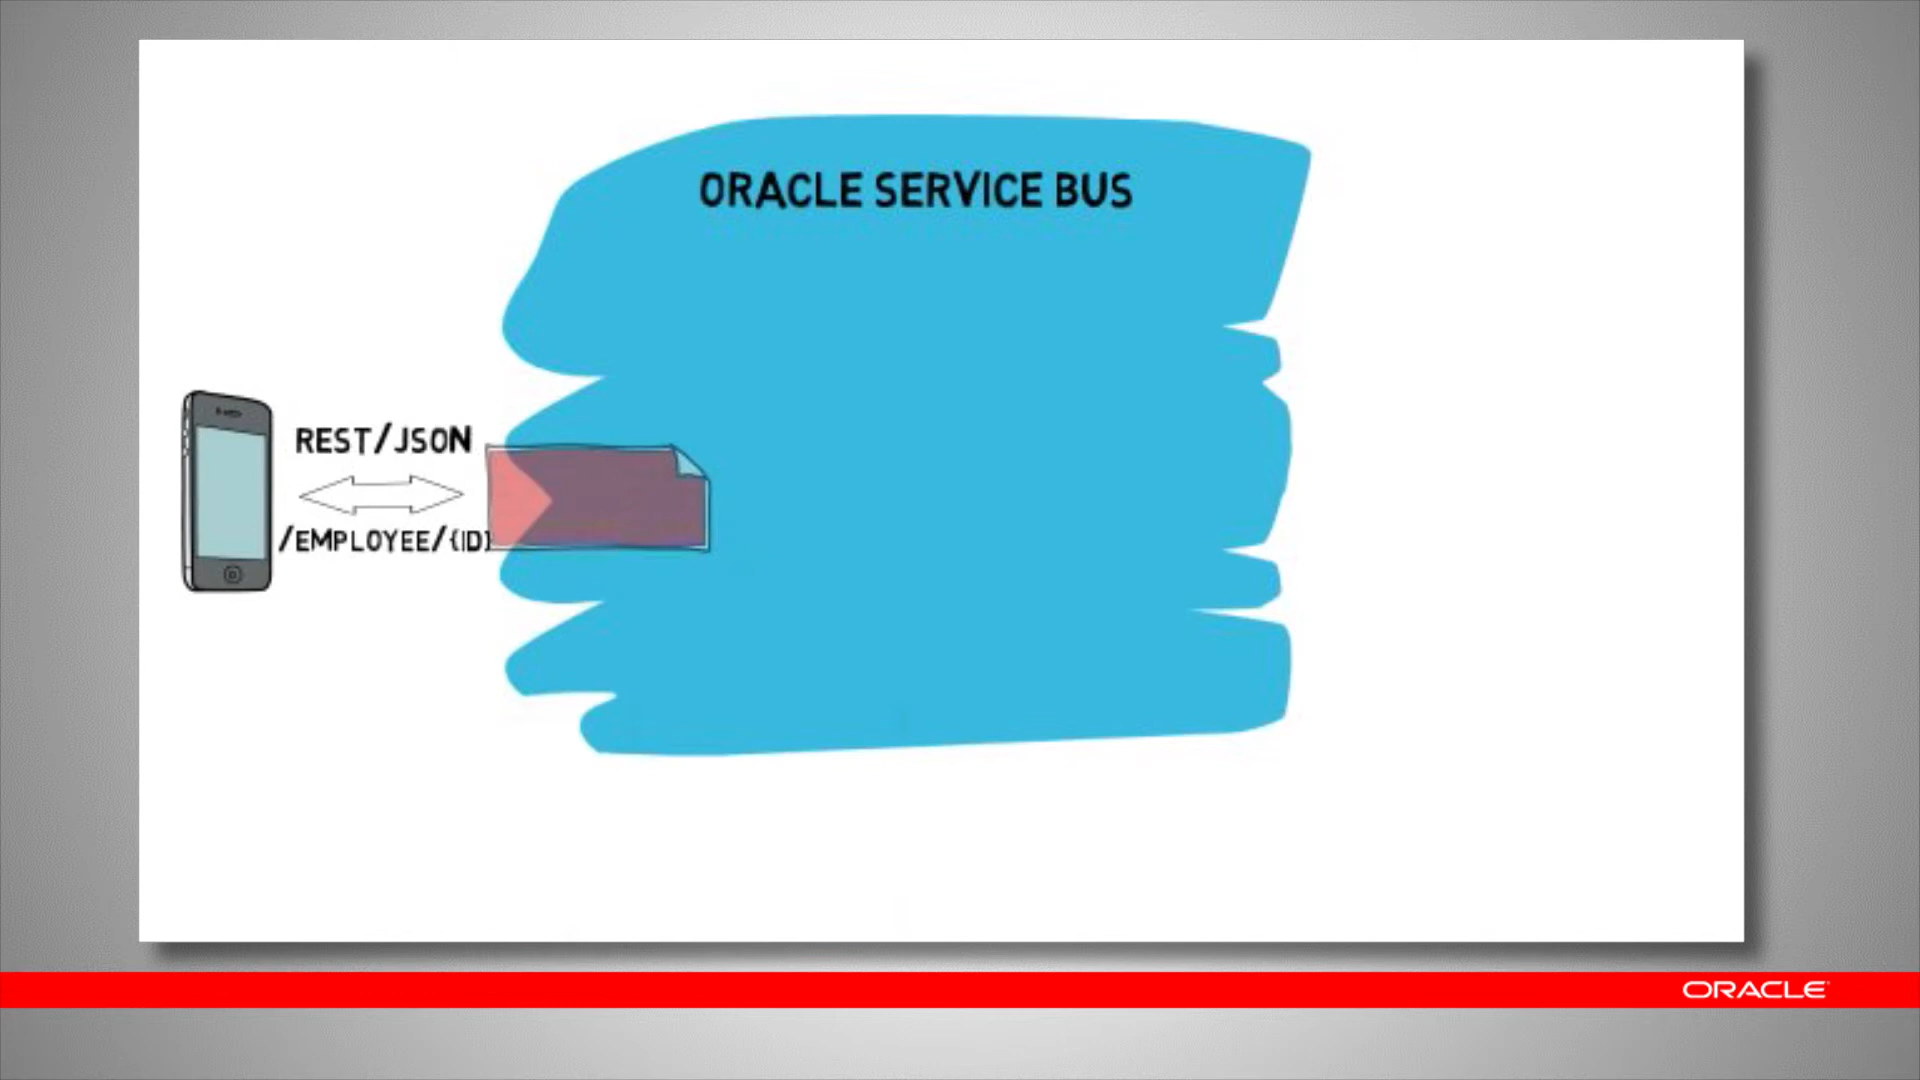 ORACLE SERVICE BUS
REST/JSON
/EMPLOYEE/{ID}
ORACLE